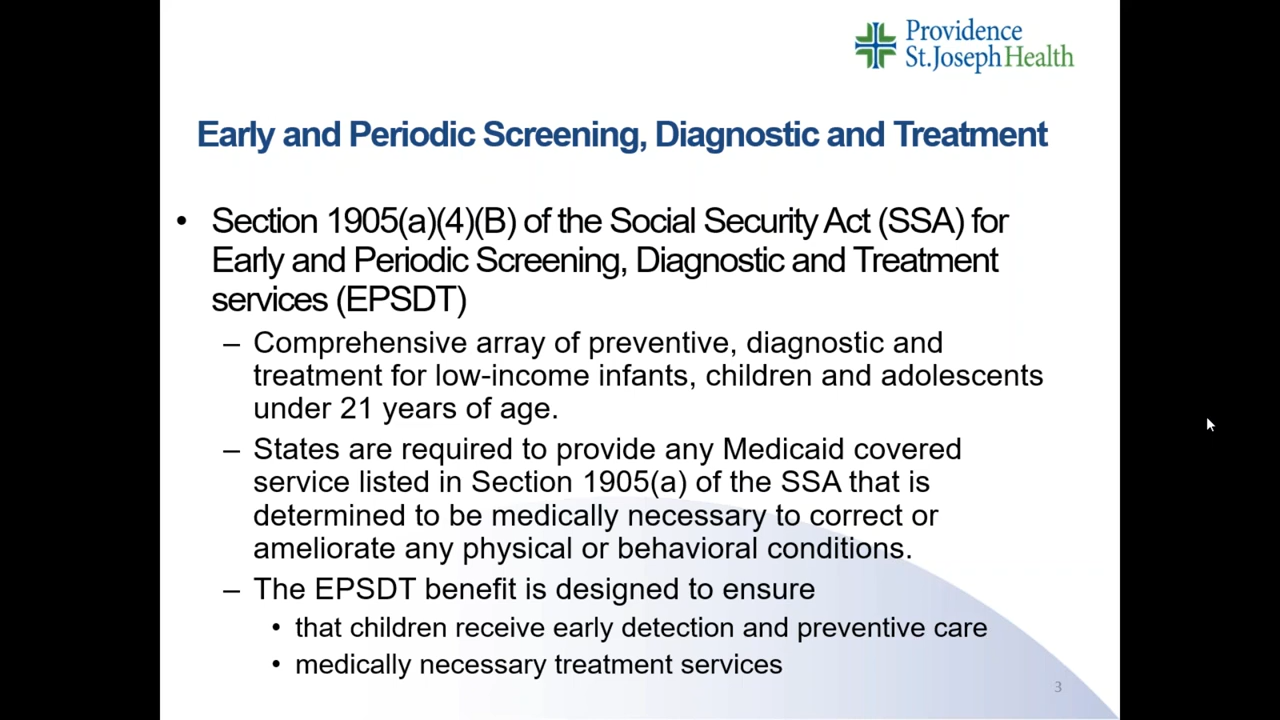 Providence
St.Joseph Health
Early and Periodic Screening, Diagnostic and Treatment
• Section 1905(a)(4)(B) of the Social Security Act (SSA) for
Early and Periodic Screening, Diagnostic and Treatment
services (EPSDT)
– Comprehensive array of preventive, diagnostic and
treatment for low-income infants, children and adolescents
under 21 years of age.
– States are required to provide any Medicaid covered
service listed in Section 1905(a) of the SSA that is
determined to be medically necessary to correct or
ameliorate any physical or behavioral conditions.
– The EPSDT benefit is designed to ensure
• that children receive early detection and preventive care
• medically necessary treatment services
3